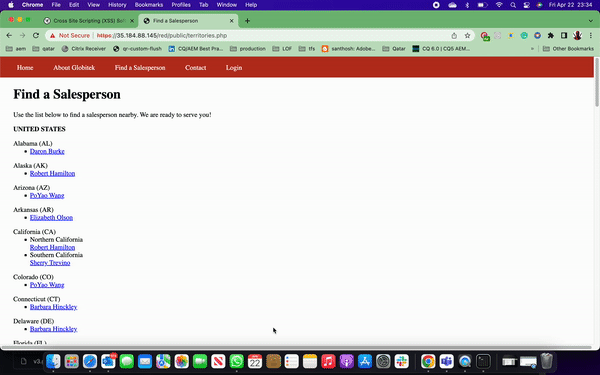 Chrome File Edit View History Bookmarks Profiles Tab Window Help Fri Apr 22 23:34
Cross Site Scripting (XSS) Bun Find a Salesperson
Not Secure https://35.184.88.145/red/public/territories.php
aem qatar Citrix Receiver qr-custom-flush CQ/AEM Best Pra... production LOF tfs santhosh: Adobe... Qatar CQ 6.0 | CQS AEM... Other Bookmarks
Home About Globitek Find a Salesperson Contact Login
Find a Salesperson
Use the list below to find a salesperson nearby. We are ready to serve you!
UNITED STATES
Alabama (AL)
Daron Burke
Alaska (AK)
Robert Hamilton
Arizona (AZ)
PoYao Wang
Arkansas (AR)
Elizabeth Olson
California (CA)
Northern California
Robert Hamilton
Southern California
Sherry Trevino
Colorado (CO)
PoYao Wang
Connecticut (CT)
Barbara Hinckley
Delaware (DE)
Barbara Hinckley
Florida (FL)